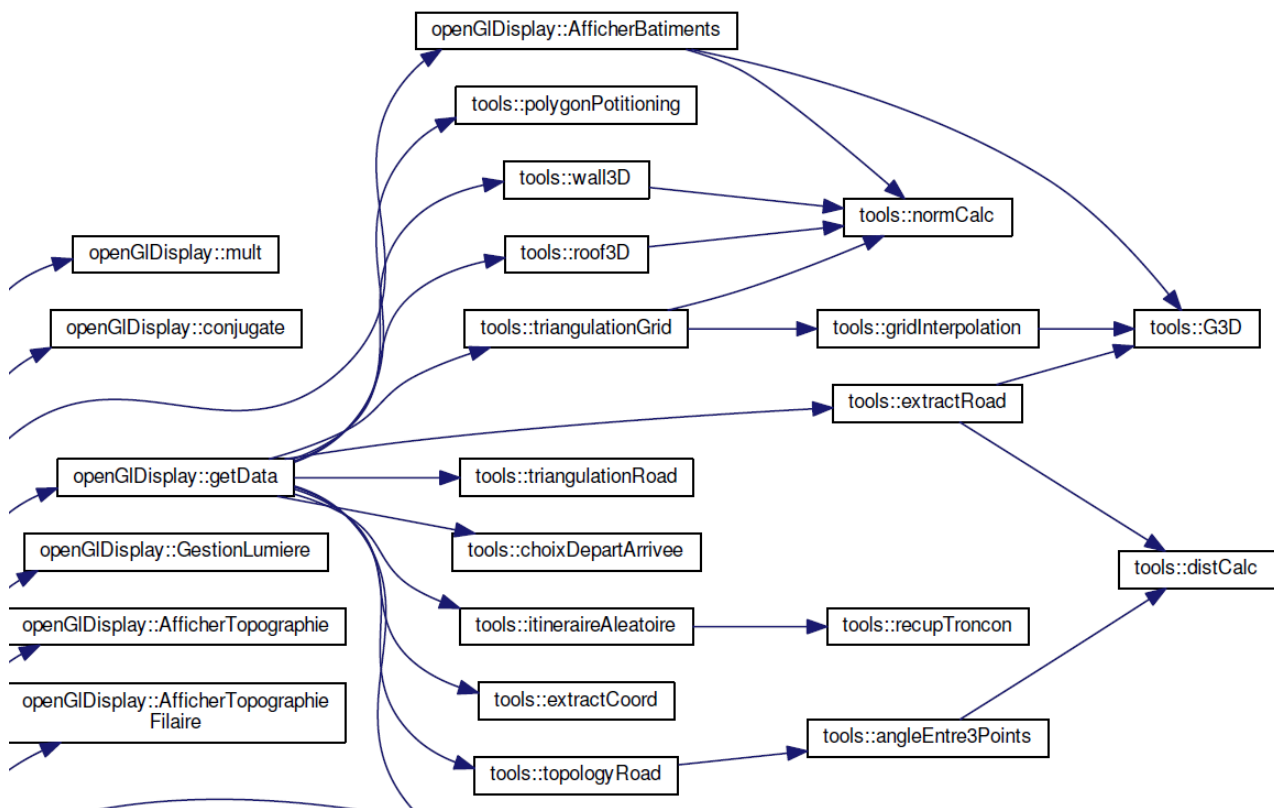 openGlDisplay::AfficherBatiments
tools::polygonPotitioning
tools::wall3D
tools::normCalc
openGlDisplay::mult
tools::roof3D
openGlDisplay::conjugate
tools::triangulationGrid
tools::gridInterpolation
tools::G3D
tools::extractRoad
openGlDisplay::getData
tools::triangulationRoad
openGlDisplay::GestionLumiere
tools::choixDepartArrivee
tools::distCalc
openGlDisplay::AfficherTopographie
tools::itineraireAleatoire
tools::recupTroncon
openGlDisplay::AfficherTopographie
Filaire
tools::extractCoord
tools::angleEntre3Points
tools::topologyRoad